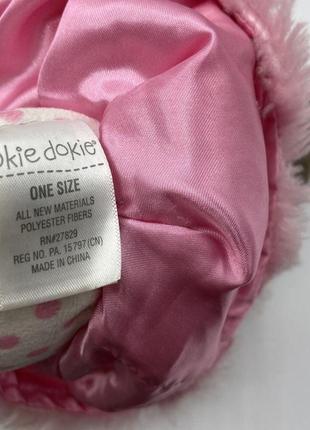 okie dokie®
ONE SIZE
ALL NEW MATERIALS
POLYESTER FIBERS
RN#27829
REG NO. PA. 15797(CN)
MADE IN CHINA